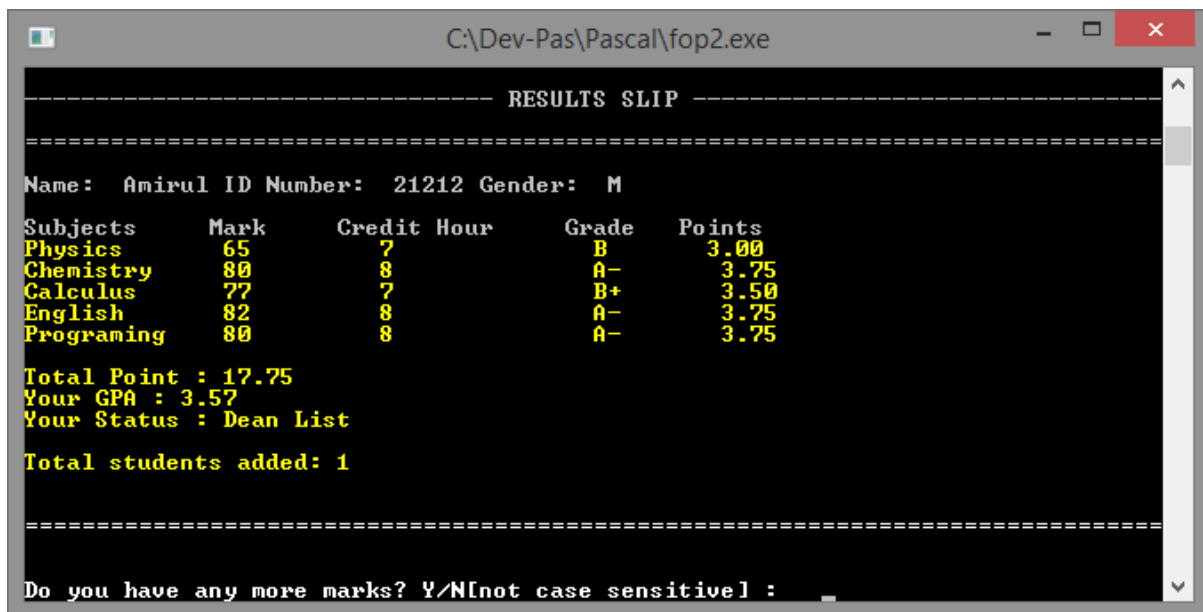 C:\Dev-Pas\Pascal\fop2.exe
--------------------------------- RESULTS SLIP ---------------------------------
================================================================================
Name:  Amirul ID Number:  21212 Gender:  M
Subjects     Mark     Credit Hour     Grade   Points
Physics       65         7              B       3.00
Chemistry     80         8              A-       3.75
Calculus      77         7              B+      3.50
English       82         8              A-      3.75
Programing    80         8              A-      3.75
Total Point : 17.75
Your GPA : 3.57
Your Status : Dean List
Total students added: 1
================================================================================
Do you have any more marks? Y/N[not case sensitive] :   _